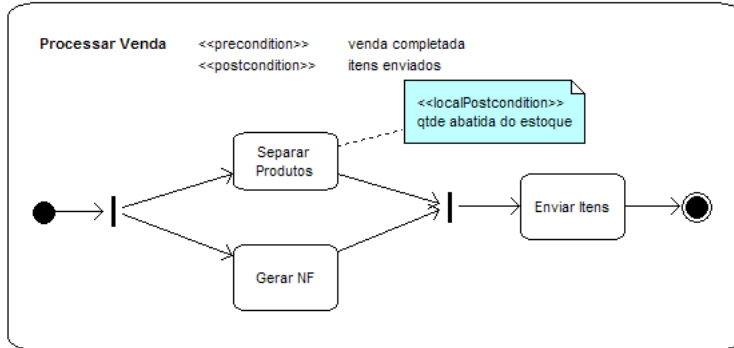 Processar Venda <<precondition>> venda completada
<<postcondition>> itens enviados
<<localPostcondition>>
qtde abatida do estoque
Separar
Produtos
Enviar Itens
Gerar NF